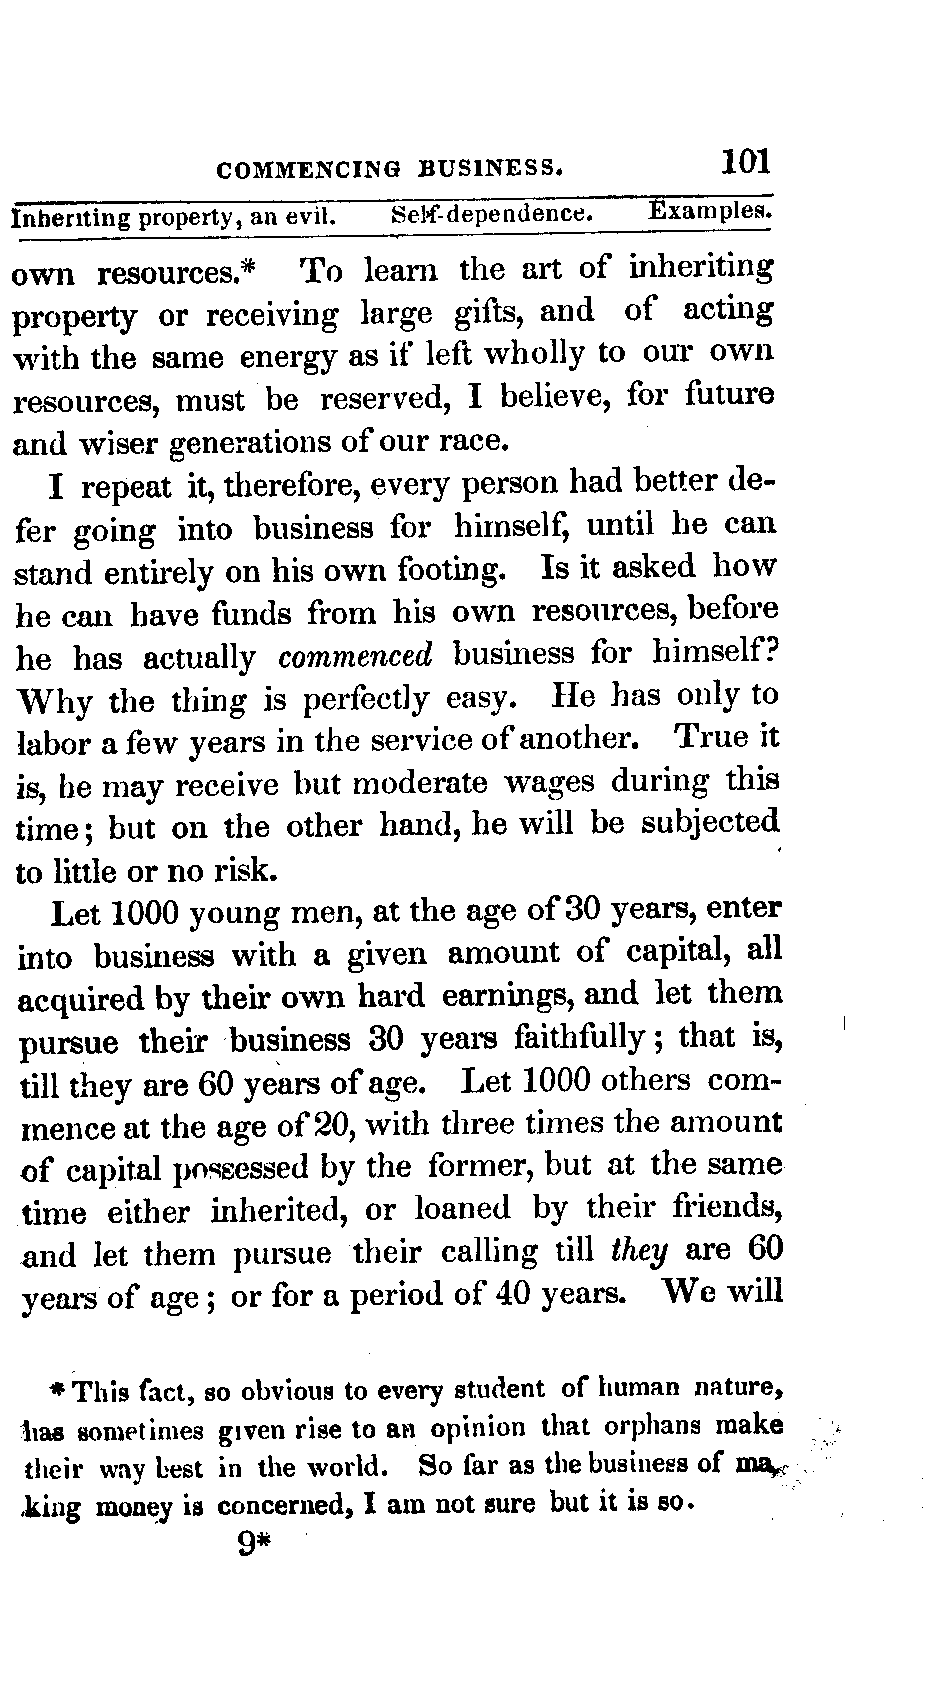 COMMENCING BUSINESS. 101
Inheriting property, an evil. Self-dependence. Examples.
own resources.* To learn the art of inheriting
property or receiving large gifts, and of acting
with the same energy as if left wholly to our own
resources, must be reserved, I believe, for future
and wiser generations of our race.
I repeat it, therefore, every person had better de-
fer going into business for himself, until he can
stand entirely on his own footing. Is it asked how
he can have funds from his own resources, before
he has actually commenced business for himself?
Why the thing is perfectly easy. He has only to
labor a few years in the service of another. True it
is, he may receive but moderate wages during this
time; but on the other hand, he will be subjected
to little or no risk.
Let 1000 young men, at the age of 30 years, enter
into business with a given amount of capital, all
acquired by their own hard earnings, and let them
pursue their business 30 years faithfully; that is,
till they are 60 years of age. Let 1000 others com-
mence at the age of 20, with three times the amount
of capital possessed by the former, but at the same
time either inherited, or loaned by their friends,
and let them pursue their calling till they are 60
years of age; or for a period of 40 years. We will
* This fact, so obvious to every student of human nature,
has sometimes given rise to an opinion that orphans make
their way best in the world. So far as the business of ma-
king money is concerned, I am not sure but it is so.
9*